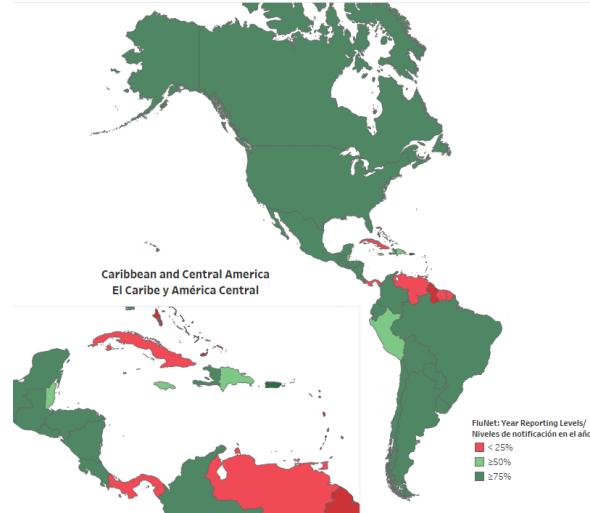 Caribbean and Central America
El Caribe y América Central
FluNet: Year Reporting Levels/
Niveles de notificación en el año
< 25%
≥50%
≥75%